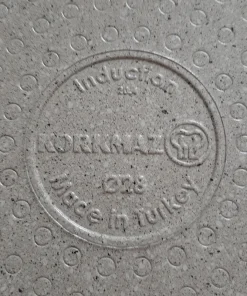 Induction
KORKMAZ
Ø28
Made in Turkey